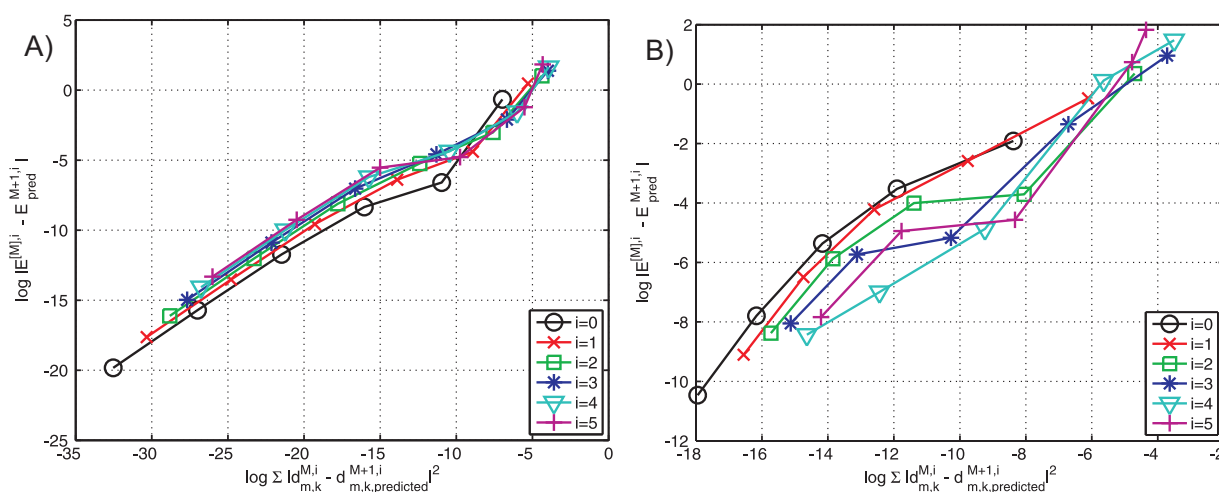 A)
5
0
-5
-10
-15
-20
-25
-35
-30
-25
-20
-15
-10
-5
0
log |E^{[M],i} - E_{pred}^{M+1,i}|
log Σ |d_{m,k}^{M,i} - d_{m,k,predicted}^{M+1,i}|^2
i=0
i=1
i=2
i=3
i=4
i=5
B)
2
0
-2
-4
-6
-8
-10
-12
-18
-16
-14
-12
-10
-8
-6
-4
-2
log |E^{[M],i} - E_{pred}^{M+1,i}|
log Σ |d_{m,k}^{M,i} - d_{m,k,predicted}^{M+1,i}|^2
i=0
i=1
i=2
i=3
i=4
i=5